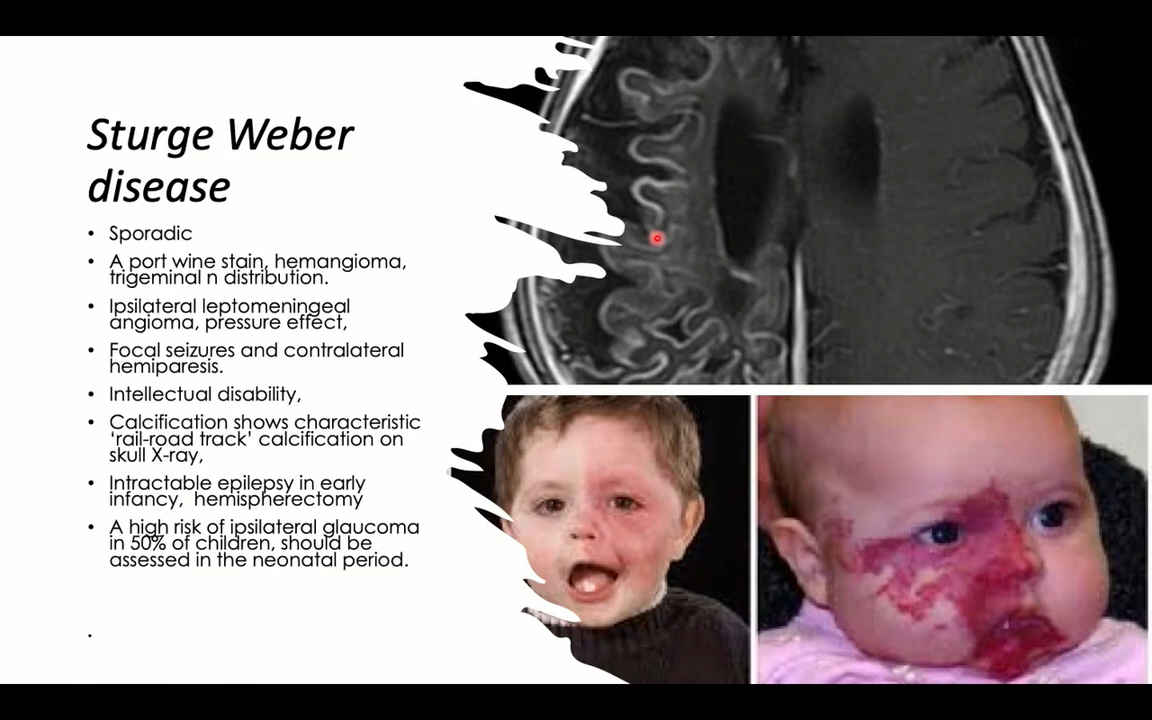 Sturge Weber
disease
• Sporadic
• A port wine stain, hemangioma,
trigeminal n distribution.
• Ipsilateral leptomeningeal
angioma, pressure effect,
• Focal seizures and contralateral
hemiparesis.
• Intellectual disability,
• Calcification shows characteristic
‘rail-road track’ calcification on
skull X-ray,
• Intractable epilepsy in early
infancy, hemispherectomy
• A high risk of ipsilateral glaucoma
in 50% of children, should be
assessed in the neonatal period.
.